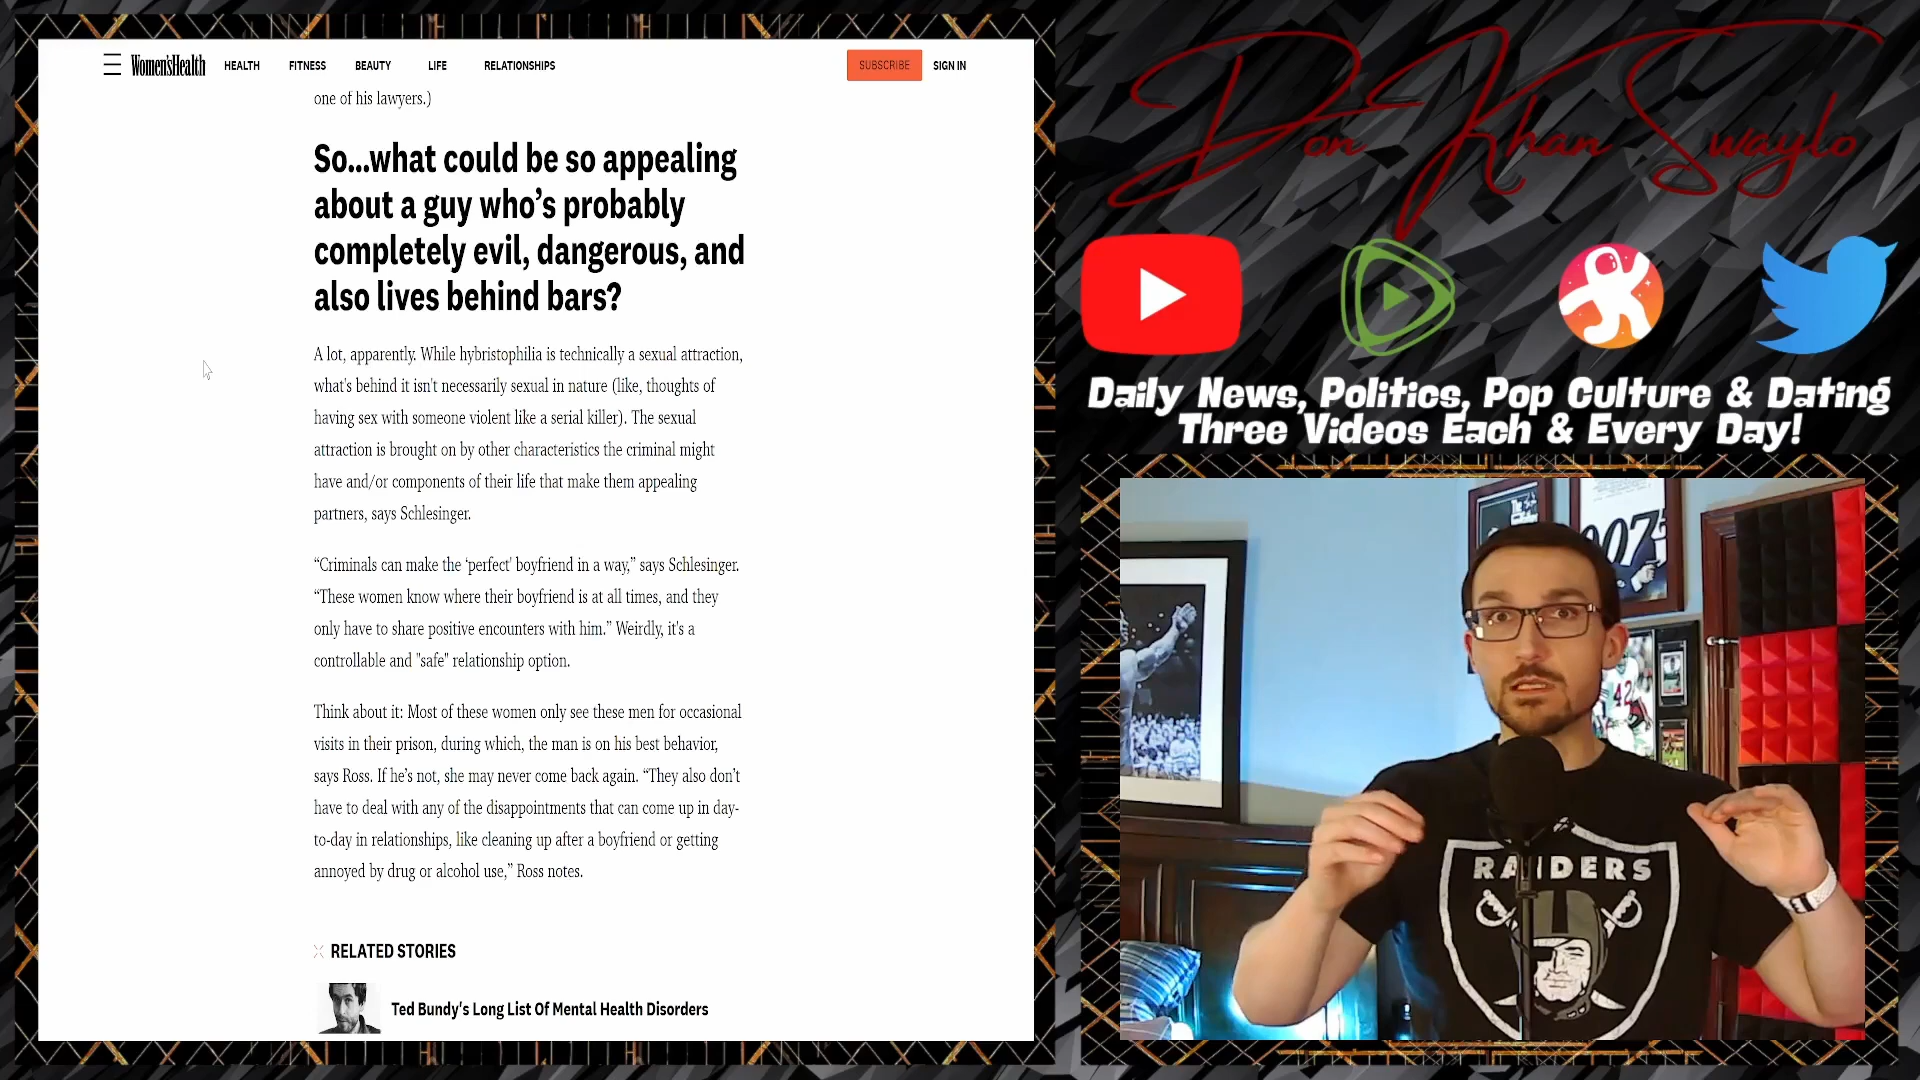 Women'sHealth HEALTH FITNESS BEAUTY LIFE RELATIONSHIPS SUBSCRIBE SIGN IN
one of his lawyers.)
So...what could be so appealing
about a guy who’s probably
completely evil, dangerous, and
also lives behind bars?
A lot, apparently. While hybristophilia is technically a sexual attraction,
what's behind it isn't necessarily sexual in nature (like, thoughts of
having sex with someone violent like a serial killer). The sexual
attraction is brought on by other characteristics the criminal might
have and/or components of their life that make them appealing
partners, says Schlesinger.
“Criminals can make the ‘perfect’ boyfriend in a way,” says Schlesinger.
“These women know where their boyfriend is at all times, and they
only have to share positive encounters with him.” Weirdly, it's a
controllable and "safe" relationship option.
Think about it: Most of these women only see these men for occasional
visits in their prison, during which, the man is on his best behavior,
says Ross. If he’s not, she may never come back again. “They also don’t
have to deal with any of the disappointments that can come up in day-
to-day in relationships, like cleaning up after a boyfriend or getting
annoyed by drug or alcohol use,” Ross notes.
RELATED STORIES
Ted Bundy's Long List Of Mental Health Disorders
Don Khan Swaylo
Daily News, Politics, Pop Culture & Dating
Three Videos Each & Every Day!
007
42
RAIDERS